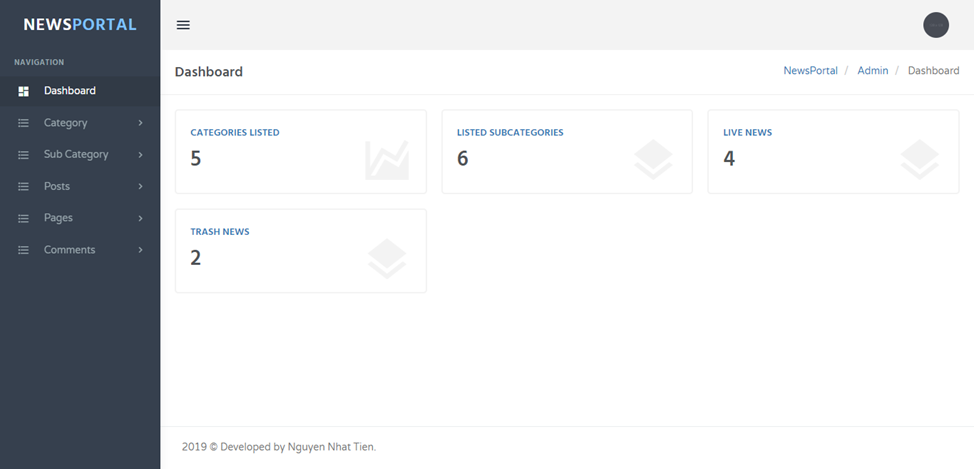 NEWSPORTAL
NAVIGATION
Dashboard
Category
Sub Category
Posts
Pages
Comments
Dashboard
NewsPortal / Admin / Dashboard
CATEGORIES LISTED
5
LISTED SUBCATEGORIES
6
LIVE NEWS
4
TRASH NEWS
2
2019 © Developed by Nguyen Nhat Tien.